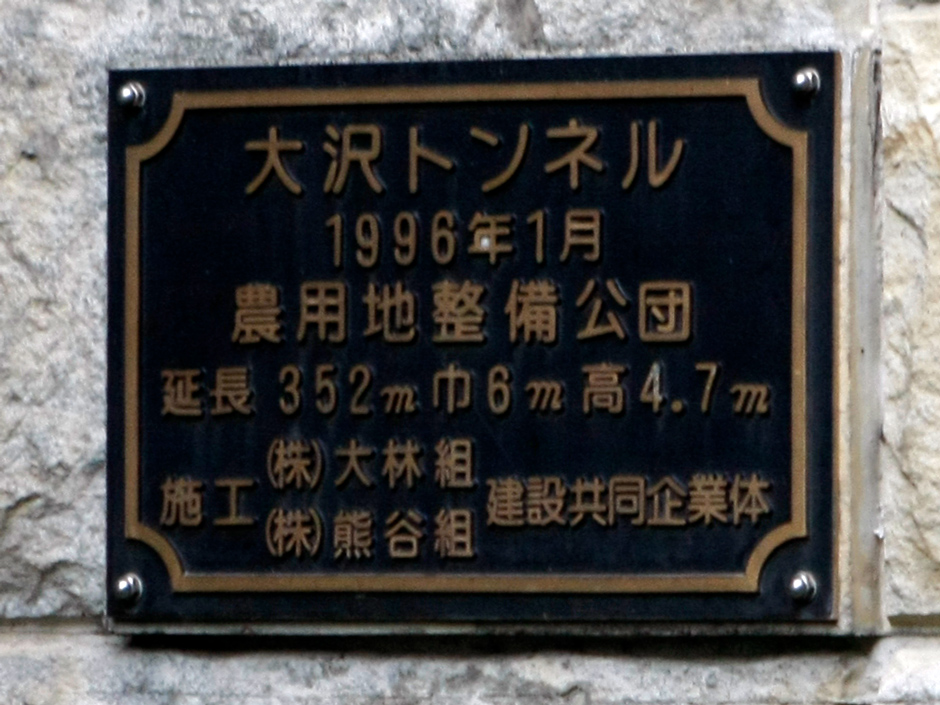 大沢トンネル
1996年1月
農用地整備公団
延長 352m 巾6m 高4.7m
施工 (株)大林組 (株)熊谷組 建設共同企業体